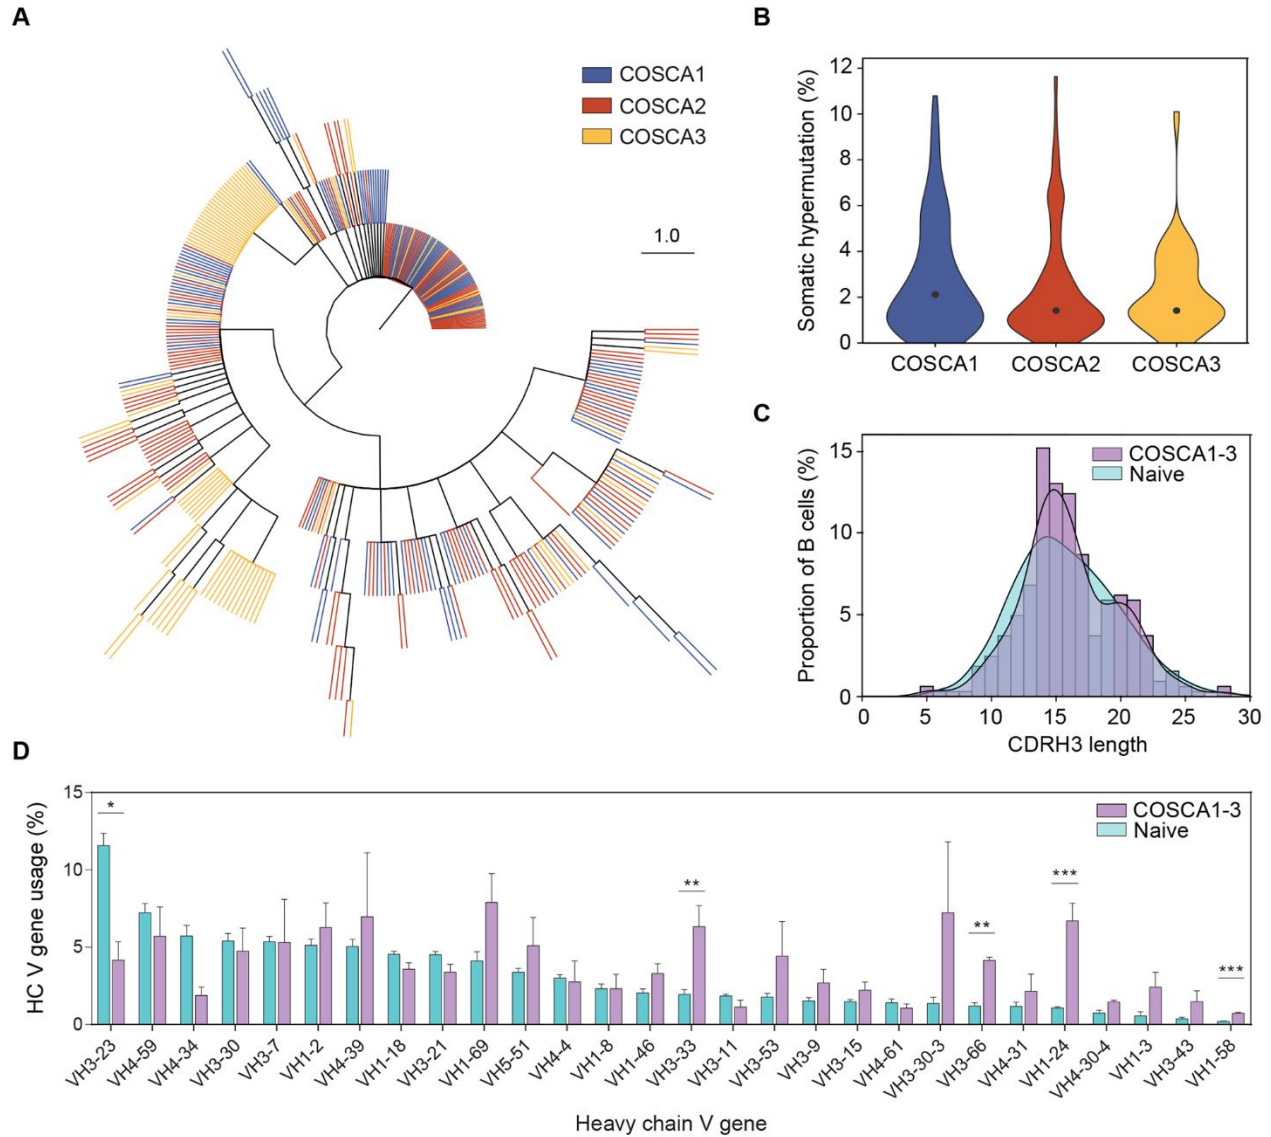 A
COSCA1
COSCA2
COSCA3
1.0
B
Somatic hypermutation (%)
12
10
8
6
4
2
0
COSCA1 COSCA2 COSCA3
C
Proportion of B cells (%)
15
10
5
0
COSCA1-3
Naive
0 5 10 15 20 25 30
CDRH3 length
D
HC V gene usage (%)
15
10
5
0
COSCA1-3
Naive
*
**
**
***
***
VH3-23 VH4-59 VH4-34 VH3-30 VH3-7 VH1-2 VH4-39 VH1-18 VH3-21 VH1-69 VH5-51 VH4-4 VH1-8 VH1-46 VH3-33 VH3-11 VH3-53 VH3-9 VH3-15 VH4-61 VH3-30-3 VH3-66 VH4-31 VH1-24 VH4-30-4 VH1-3 VH3-43 VH1-58
Heavy chain V gene